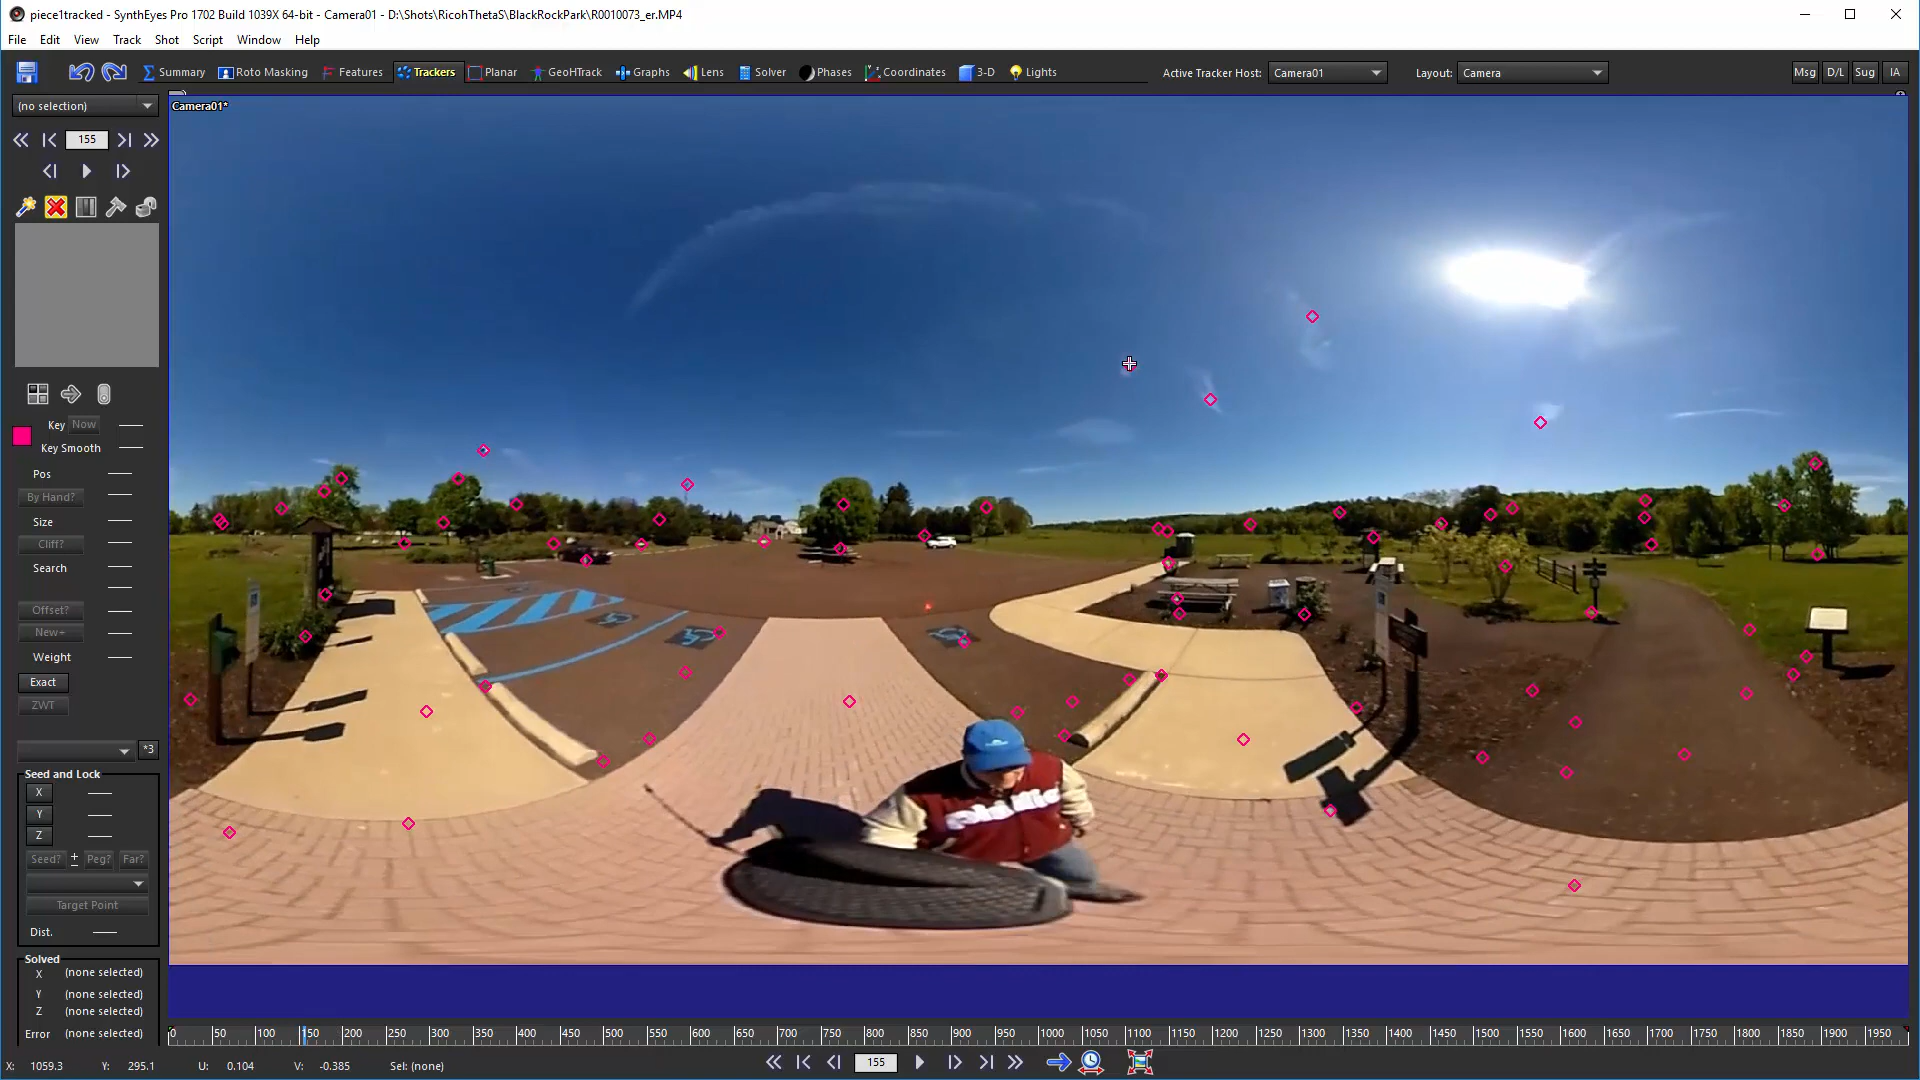 piece1tracked - SynthEyes Pro 1702 Build 1039X 64-bit - Camera01 - D:\Shots\RicohThetaS\BlackRockPark\R0010073_er.MP4
File Edit View Track Shot Script Window Help
Summary Roto Masking Features Trackers Planar GeoHTrack Graphs Lens Solver Phases Coordinates 3-D Lights Active Tracker Host: Camera01 Layout: Camera Msg D/L Sug IA
(no selection)
Camera01*
155
Key Now
Key Smooth
Pos
By Hand?
Size
Cliff?
Search
Offset?
New+
Weight
Exact
ZWT
*3
Seed and Lock
X
Y
Z
Seed? ± Peg? Far?
Target Point
Dist.
Solved
X (none selected)
Y (none selected)
Z (none selected)
Error (none selected)
0 50 100 150 200 250 300 350 400 450 500 550 600 650 700 750 800 850 900 950 1000 1050 1100 1150 1200 1250 1300 1350 1400 1450 1500 1550 1600 1650 1700 1750 1800 1850 1900 1950
X: 1059.3 Y: 295.1 U: 0.104 V: -0.385 Sel: (none)
155